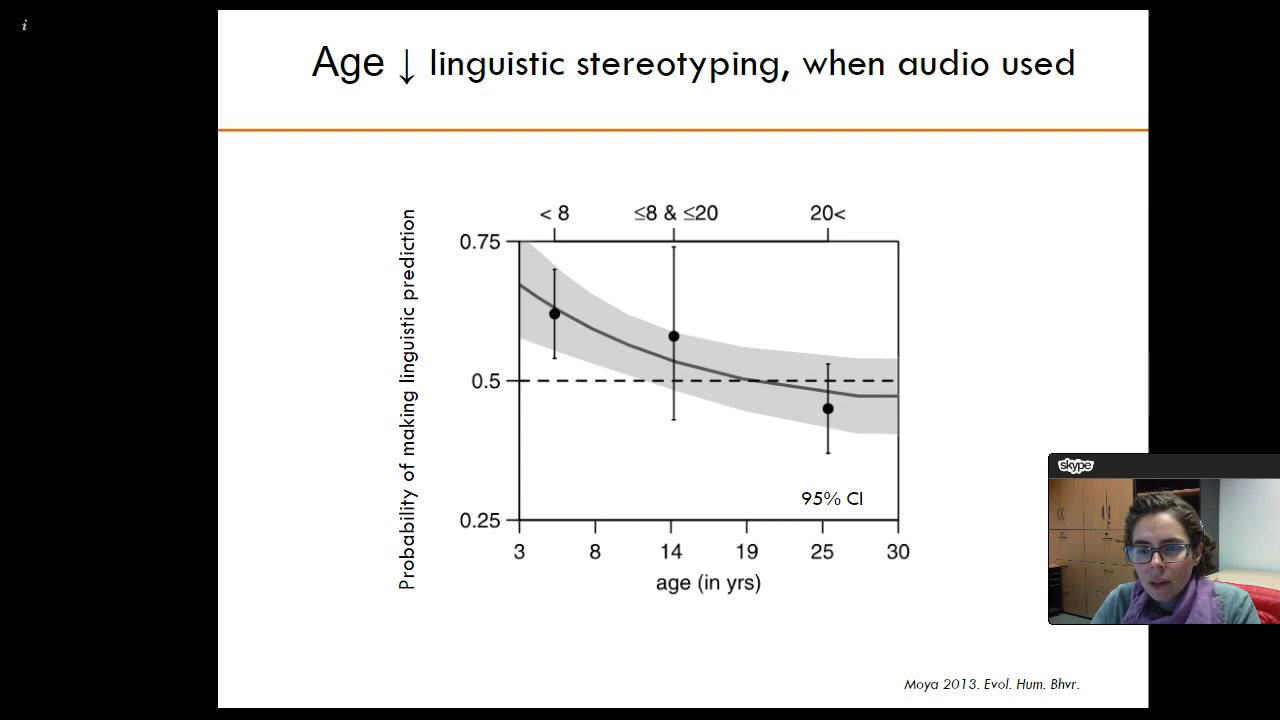 i
Age ↓ linguistic stereotyping, when audio used
< 8 ≤8 & ≤20 20<
Probability of making linguistic prediction
0.75
0.5
0.25
95% CI
3 8 14 19 25 30
age (in yrs)
skype
Moya 2013. Evol. Hum. Bhvr.